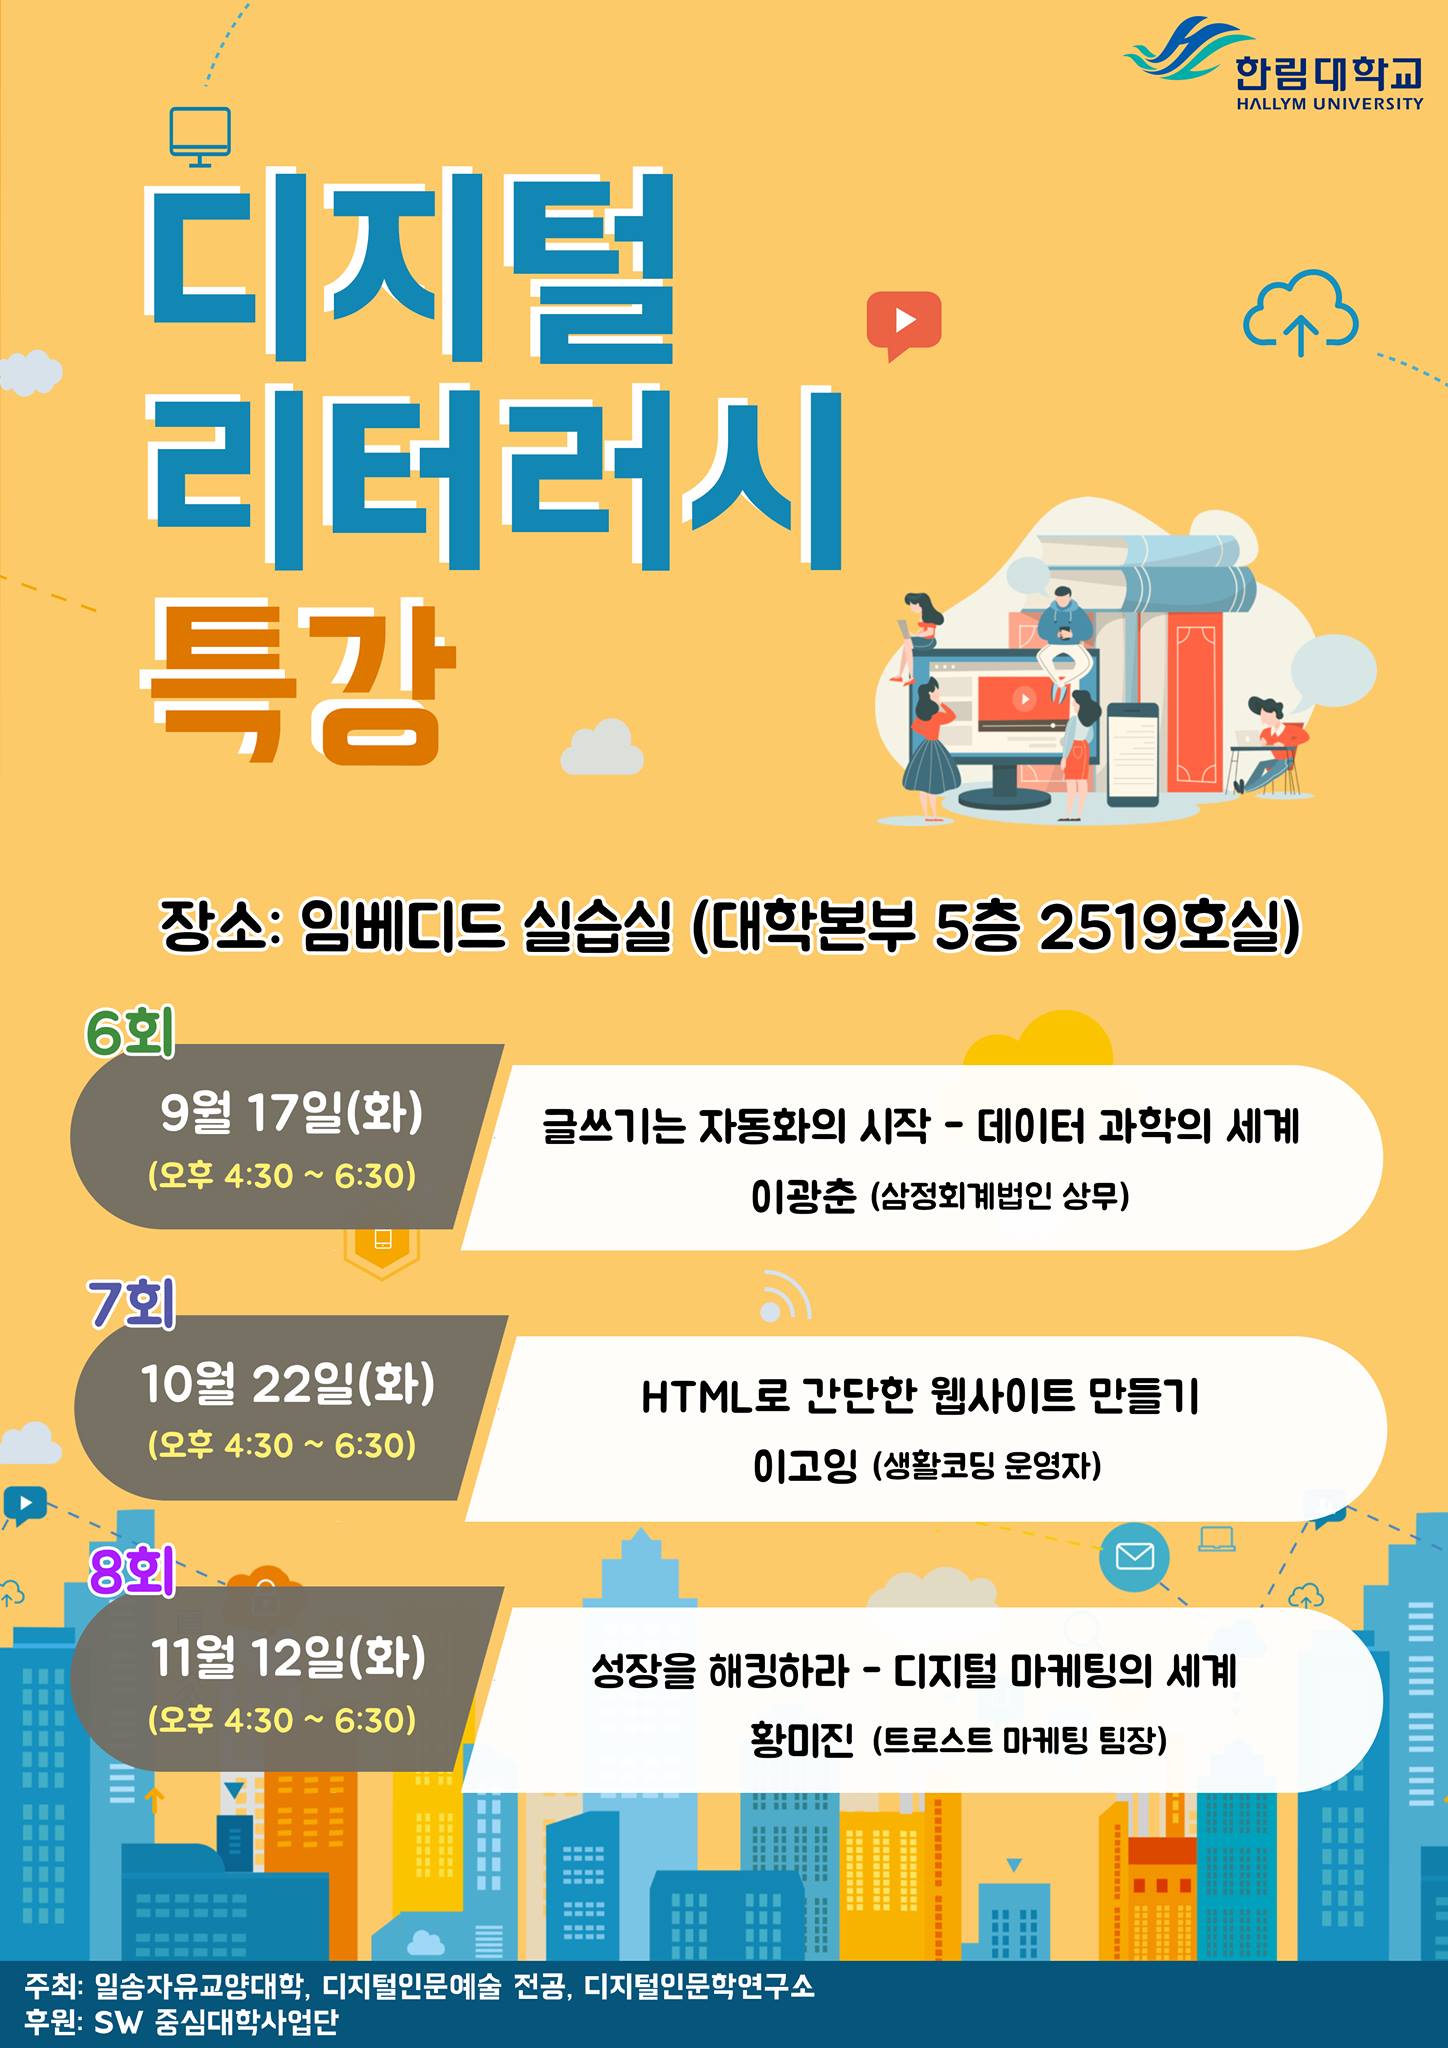 한림대학교
HALLYM UNIVERSITY
디지털
리터러시
특강
장소: 임베디드 실습실 (대학본부 5층 2519호실)
6회
9월 17일(화)
(오후 4:30 ~ 6:30)
글쓰기는 자동화의 시작 - 데이터 과학의 세계
이광춘 (삼정회계법인 상무)
7회
10월 22일(화)
(오후 4:30 ~ 6:30)
HTML로 간단한 웹사이트 만들기
이고잉 (생활코딩 운영자)
8회
11월 12일(화)
(오후 4:30 ~ 6:30)
성장을 해킹하라 - 디지털 마케팅의 세계
황미진 (트로스트 마케팅 팀장)
주최: 일송자유교양대학, 디지털인문예술 전공, 디지털인문학연구소
후원: SW 중심대학사업단